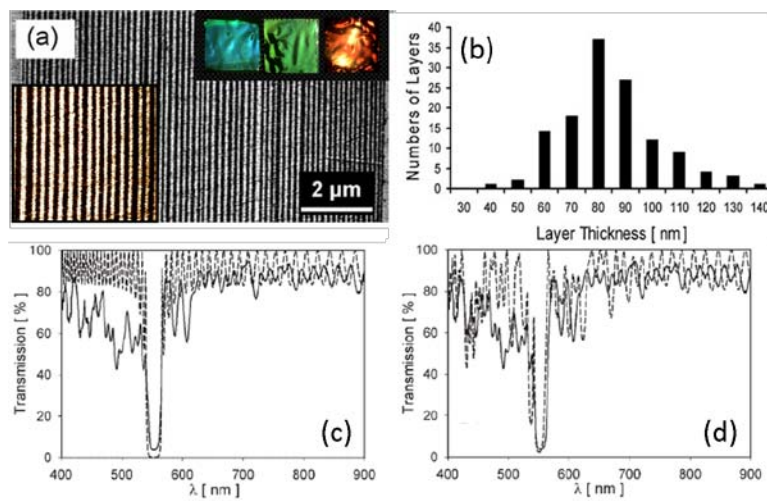 (a)
2 µm
(b)
Numbers of Layers
40
35
30
25
20
15
10
5
0
30 40 50 60 70 80 90 100 110 120 130 140
Layer Thickness [ nm ]
(c)
Transmission [ % ]
100
80
60
40
20
0
400 500 600 700 800 900
λ [ nm ]
(d)
Transmission [ % ]
100
80
60
40
20
0
400 500 600 700 800 900
λ [ nm ]